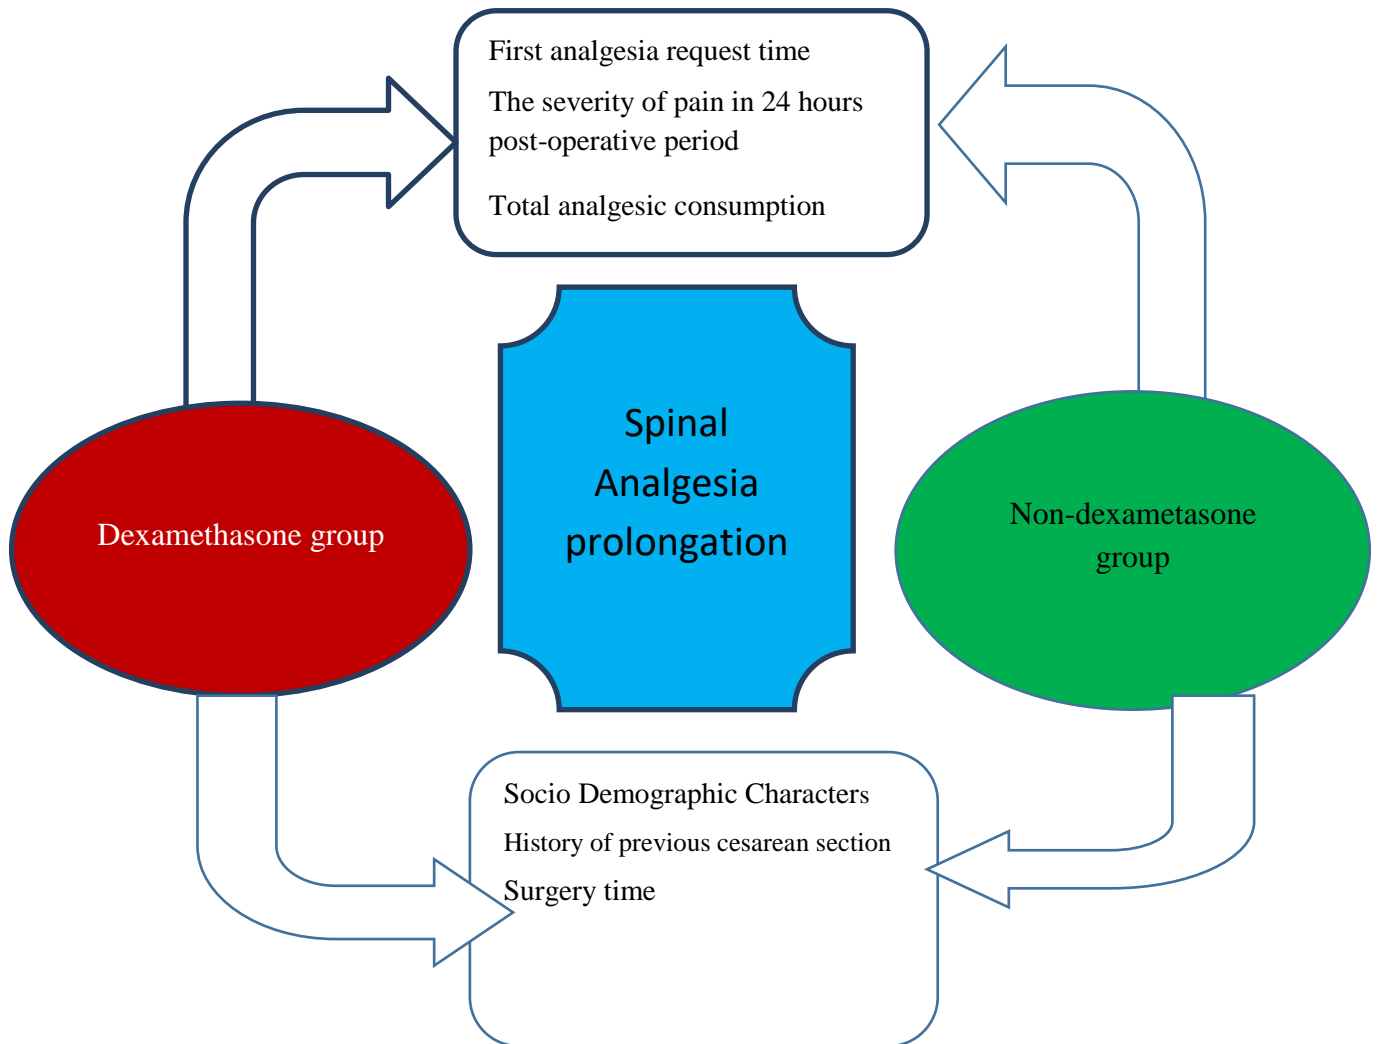 First analgesia request time
The severity of pain in 24 hours
post-operative period
Total analgesic consumption
Spinal
Analgesia
prolongation
Dexamethasone group
Non-dexametasone
group
Socio Demographic Characters
History of previous cesarean section
Surgery time